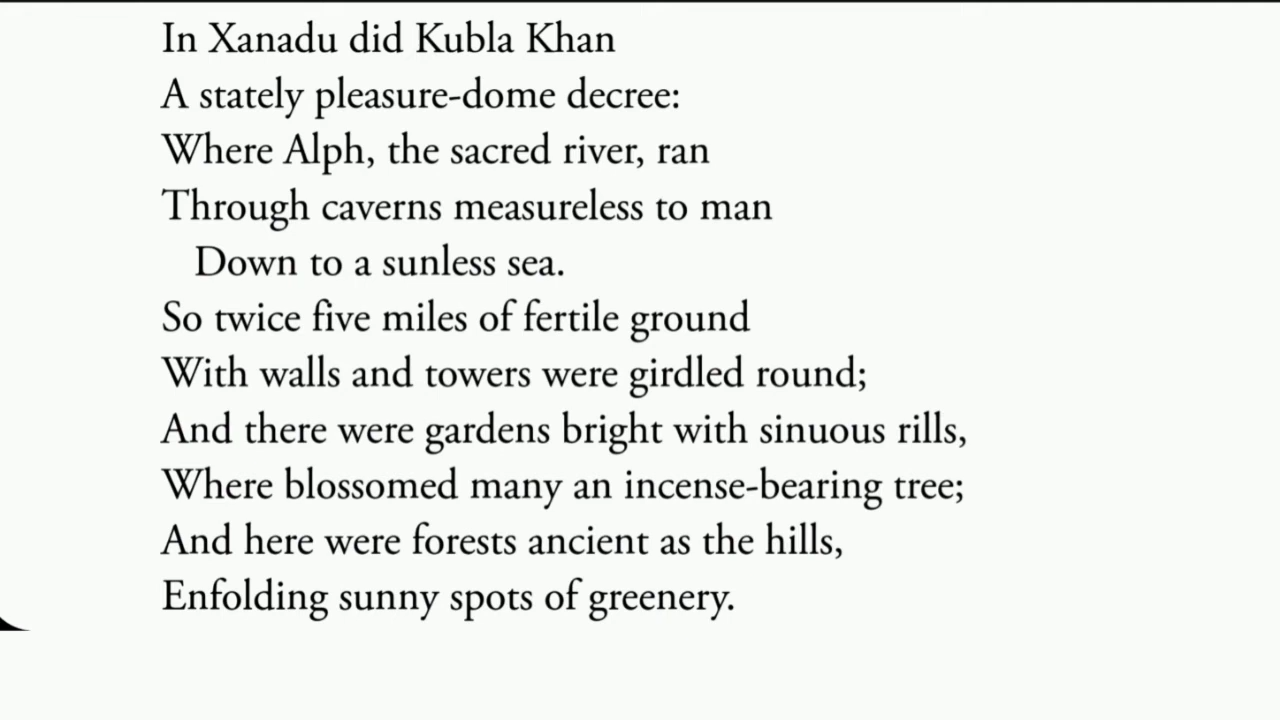 In Xanadu did Kubla Khan
A stately pleasure-dome decree:
Where Alph, the sacred river, ran
Through caverns measureless to man
Down to a sunless sea.
So twice five miles of fertile ground
With walls and towers were girdled round;
And there were gardens bright with sinuous rills,
Where blossomed many an incense-bearing tree;
And here were forests ancient as the hills,
Enfolding sunny spots of greenery.